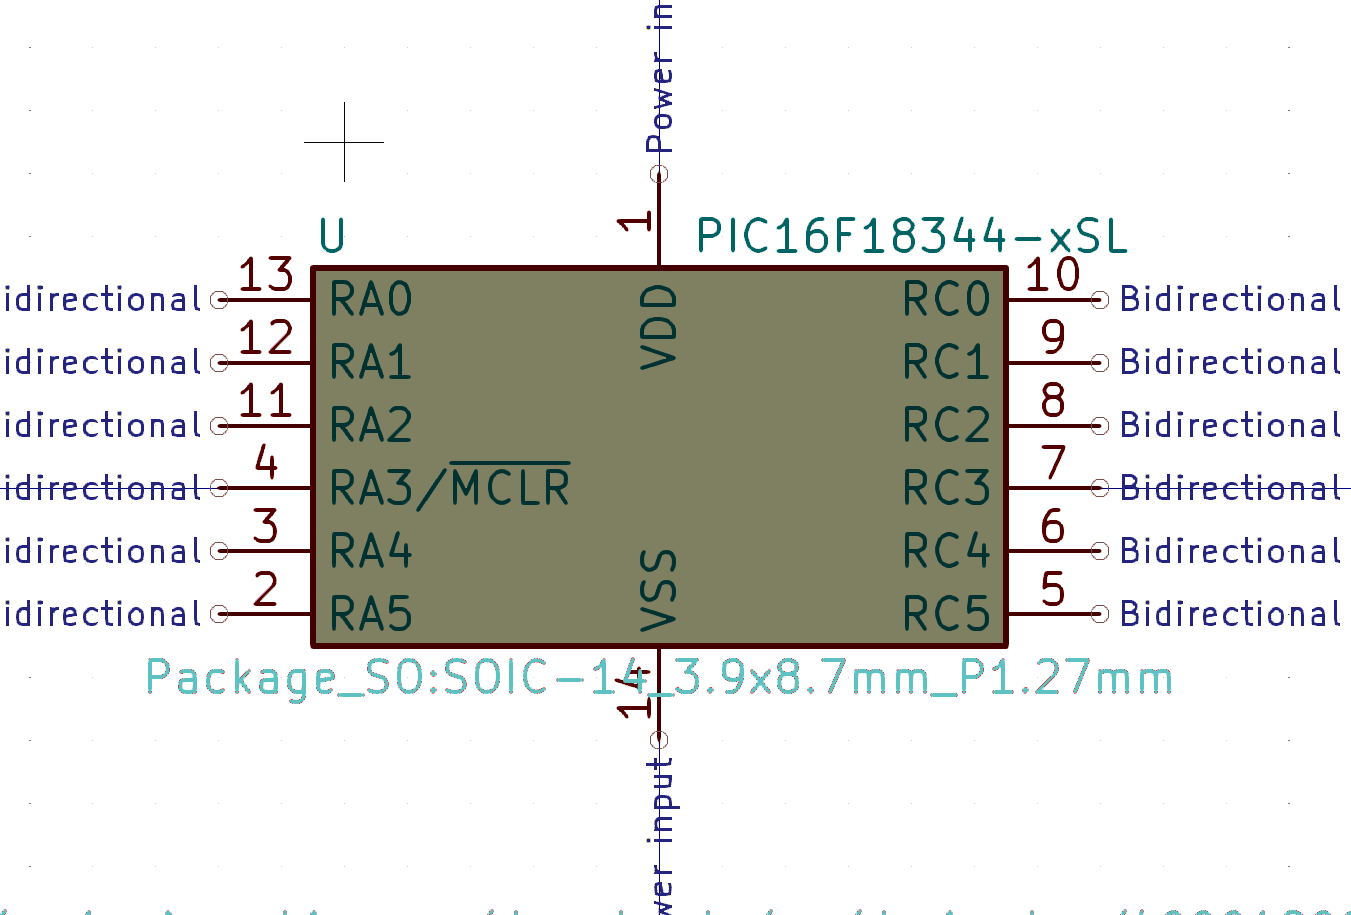 Power in
1
U PIC16F18344-xSL
idirectional 13 RA0 VDD RC0 10 Bidirectional
idirectional 12 RA1 RC1 9 Bidirectional
idirectional 11 RA2 RC2 8 Bidirectional
idirectional 4 RA3/MCLR RC3 7 Bidirectional
idirectional 3 RA4 VSS RC4 6 Bidirectional
idirectional 2 RA5 RC5 5 Bidirectional
Package_SO:SOIC-14_3.9x8.7mm_P1.27mm
14
wer input